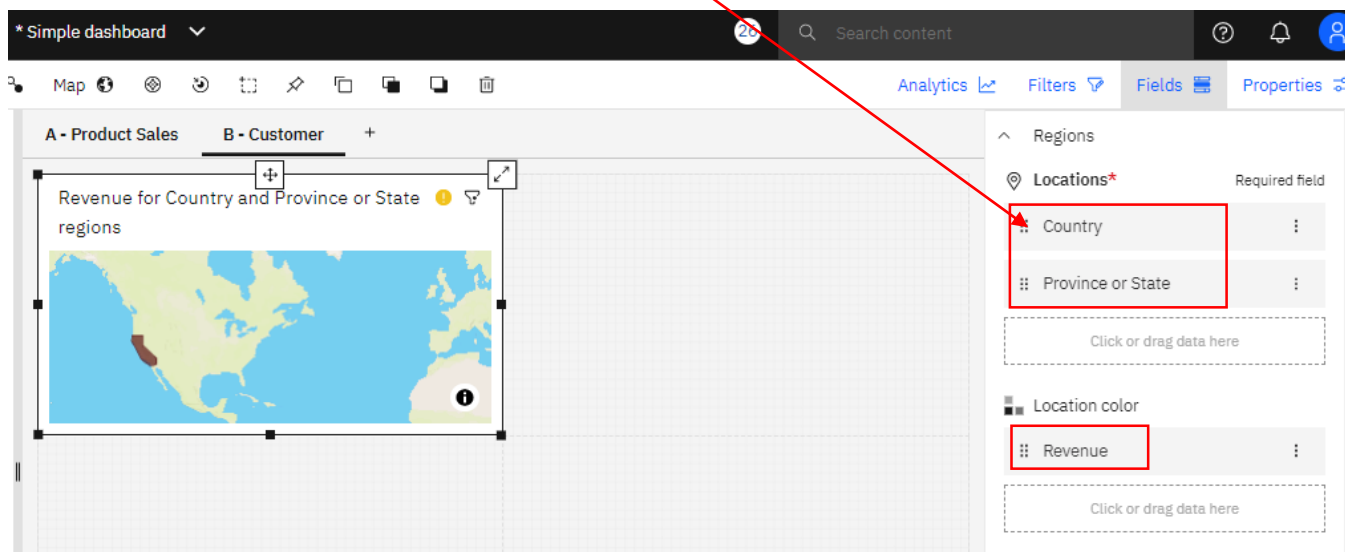 * Simple dashboard
26
Search content
Map
Analytics
Filters
Fields
Properties
A - Product Sales
B - Customer
+
Regions
Locations*
Required field
Revenue for Country and Province or State
regions
Country
Province or State
Click or drag data here
Location color
Revenue
Click or drag data here